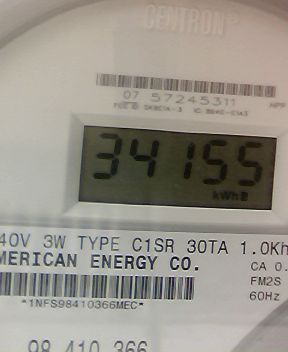 CENTRON®
07 57245311
34155
kWh
40V 3W TYPE C1SR 30TA 1.0Kh
MERICAN ENERGY CO.
CA 0.
FM2S
60Hz
*1NFS98410366MEC*
98 410 366